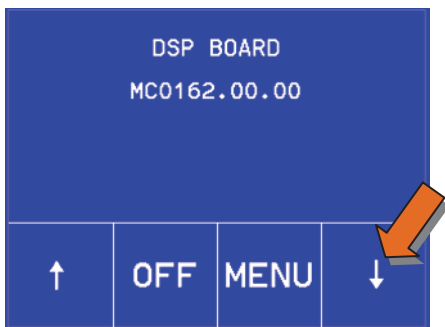 DSP BOARD
MC0162.00.00
↑ OFF MENU ↓